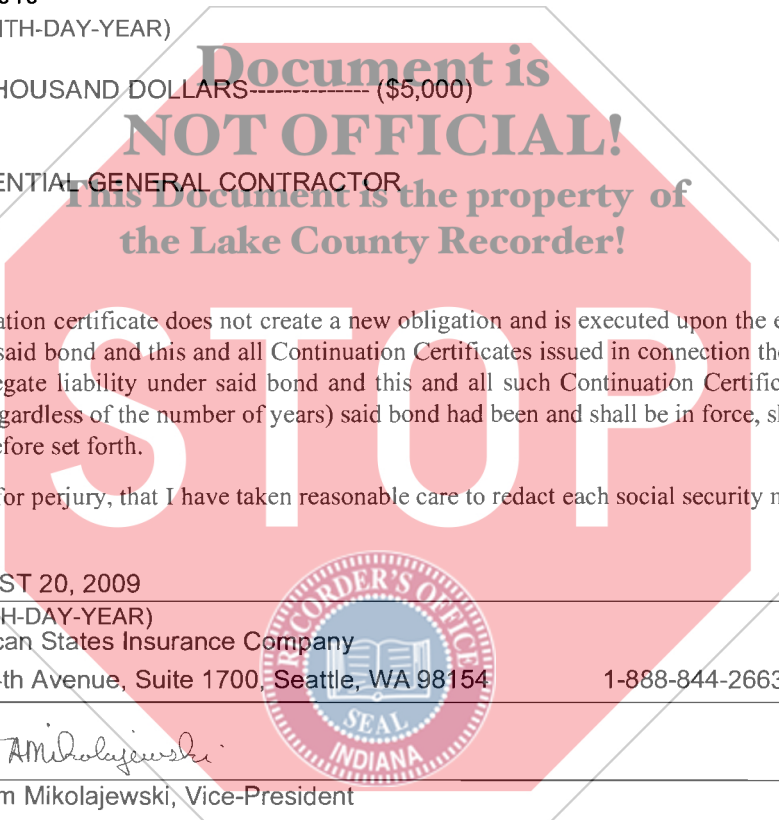 NTH-DAY-YEAR)
Document is
HOUSAND DOLLARS-------------- ($5,000)
NOT OFFICIAL!
ENTIAL GENERAL CONTRACTOR
This Document is the property of
the Lake County Recorder!
ation certificate does not create a new obligation and is executed upon the e
said bond and this and all Continuation Certificates issued in connection the
egate liability under said bond and this and all such Continuation Certific
gardless of the number of years) said bond had been and shall be in force, s
efore set forth.
STOP
for perjury, that I have taken reasonable care to redact each social security n
ST 20, 2009
H-DAY-YEAR)
can States Insurance Company
th Avenue, Suite 1700, Seattle, WA 98154 1-888-844-2663
RECORDER'S OFFICE
SEAL
INDIANA
AMikolajewski
m Mikolajewski, Vice-President